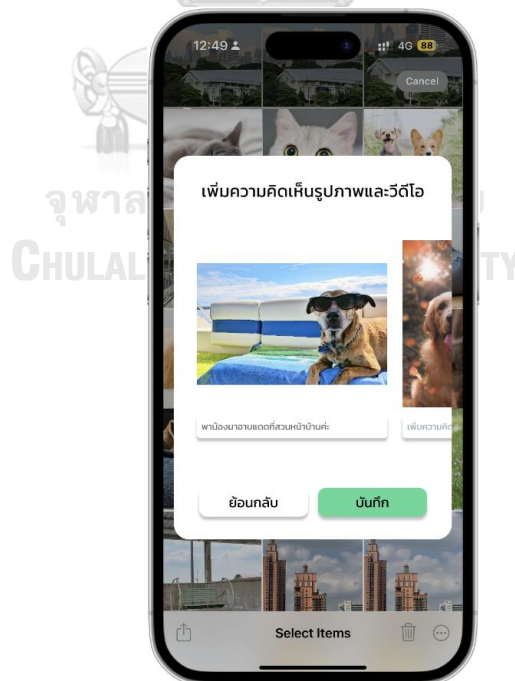 12:49
4G 88
Cancel
เพิ่มความคิดเห็นรูปภาพและวีดีโอ
จุฬาล
CHULAL
TY
พาน้องมาอาบแดดที่สวนหน้าบ้านค่ะ
เพิ่มความคิด
ย้อนกลับ
บันทึก
Select Items